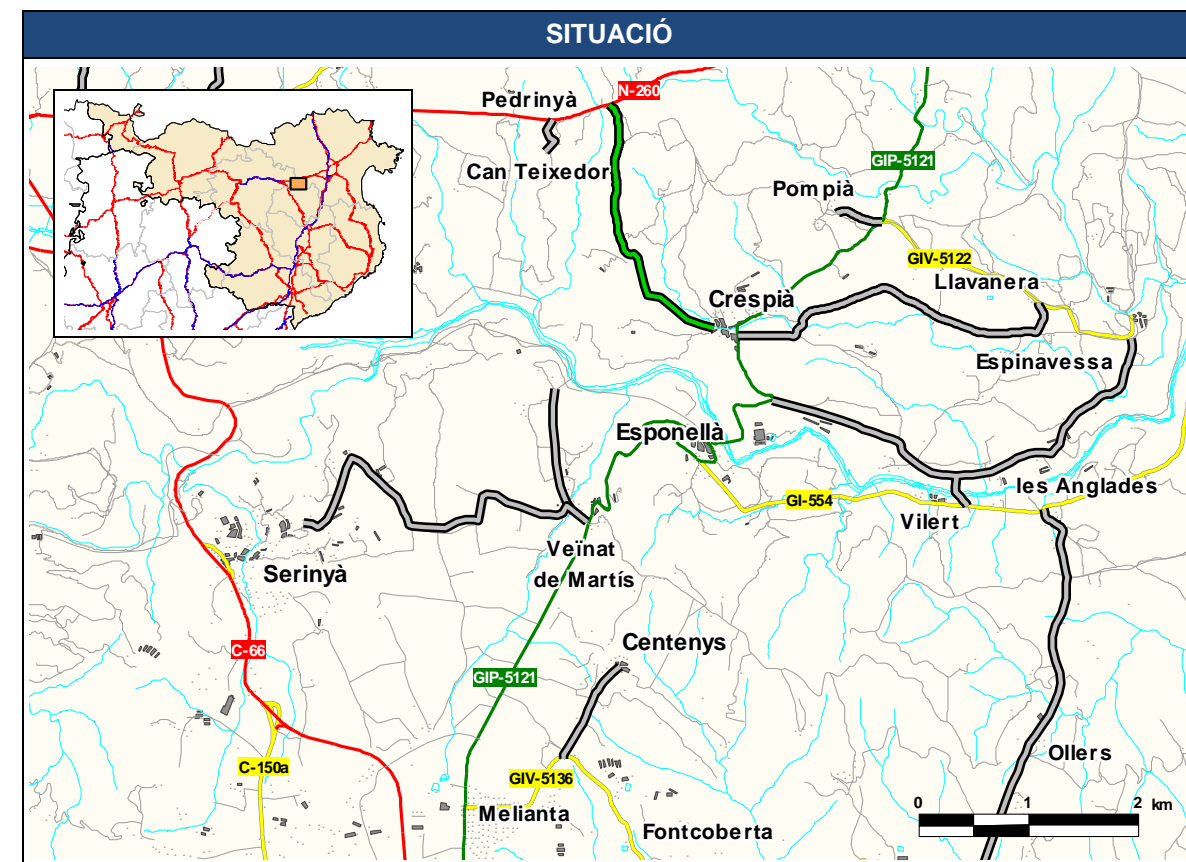 SITUACIÓ
N-260
Pedrinyà
Can Teixedor
GIP-5121
Pompià
GIV-5122
Llavanera
Crespià
Espinavessa
Esponellà
les Anglades
GI-554
Vilert
Veïnat
de Martís
Serinyà
Centenys
C-66
GIP-5121
Ollers
C-150a
GIV-5136
Melianta
Fontcoberta
0 1 2 km